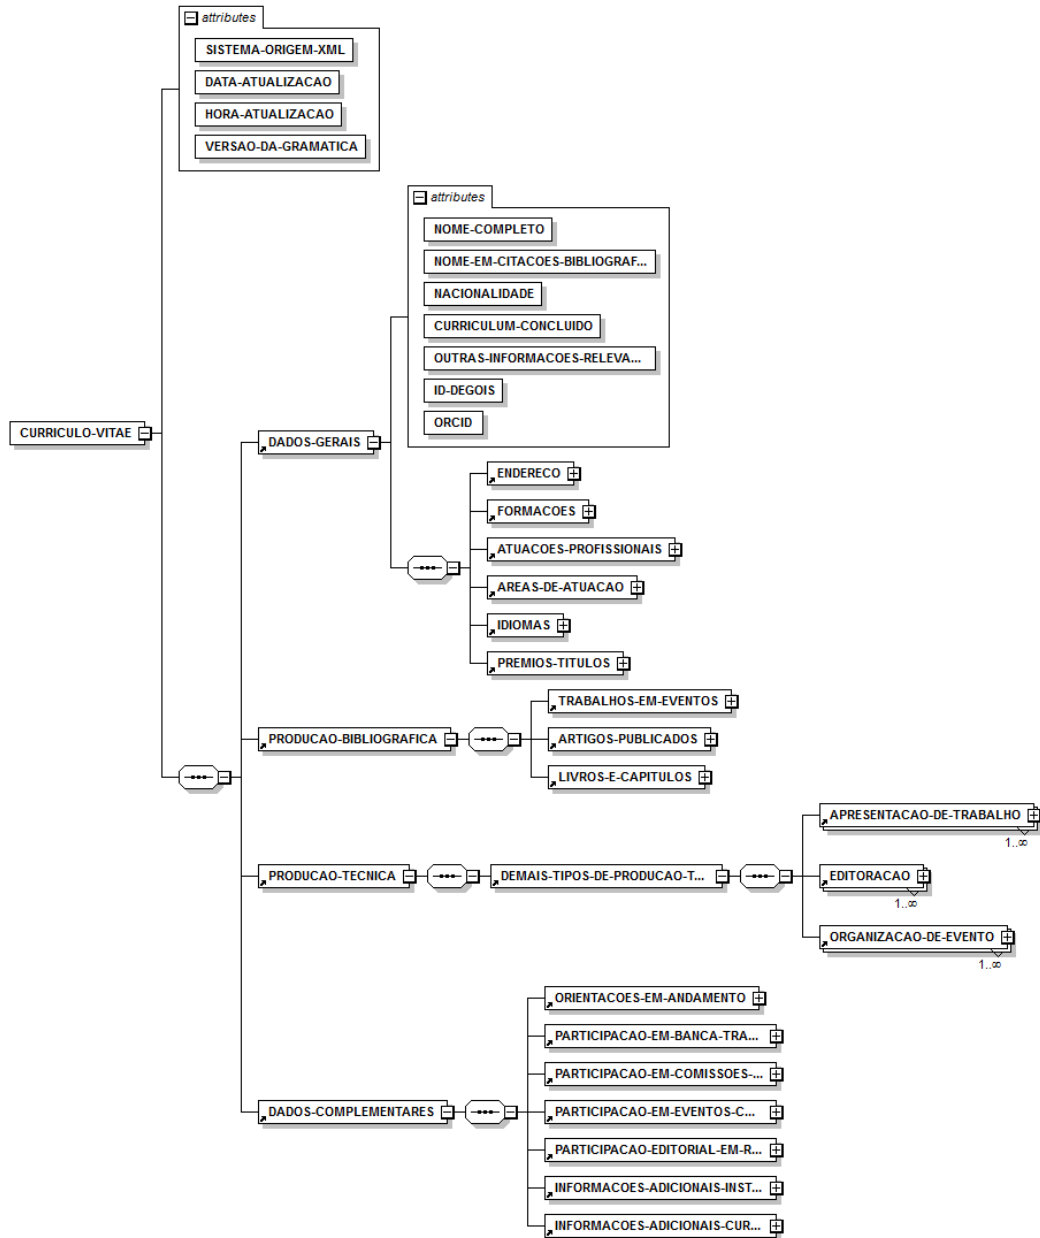 attributes
SISTEMA-ORIGEM-XML
DATA-ATUALIZACAO
HORA-ATUALIZACAO
VERSAO-DA-GRAMATICA
attributes
NOME-COMPLETO
NOME-EM-CITACOES-BIBLIOGRAF...
NACIONALIDADE
CURRICULUM-CONCLUIDO
OUTRAS-INFORMACOES-RELEVA...
ID-DEGOIS
ORCID
CURRICULO-VITAE
DADOS-GERAIS
ENDERECO
FORMACOES
ATUACOES-PROFISSIONAIS
AREAS-DE-ATUACAO
IDIOMAS
PREMIOS-TITULOS
PRODUCAO-BIBLIOGRAFICA
TRABALHOS-EM-EVENTOS
ARTIGOS-PUBLICADOS
LIVROS-E-CAPITULOS
PRODUCAO-TECNICA
DEMAIS-TIPOS-DE-PRODUCAO-T...
APRESENTACAO-DE-TRABALHO
1..∞
EDITORACAO
1..∞
ORGANIZACAO-DE-EVENTO
1..∞
DADOS-COMPLEMENTARES
ORIENTACOES-EM-ANDAMENTO
PARTICIPACAO-EM-BANCA-TRA...
PARTICIPACAO-EM-COMISSOES-...
PARTICIPACAO-EM-EVENTOS-C...
PARTICIPACAO-EDITORIAL-EM-R...
INFORMACOES-ADICIONAIS-INST...
INFORMACOES-ADICIONAIS-CUR...